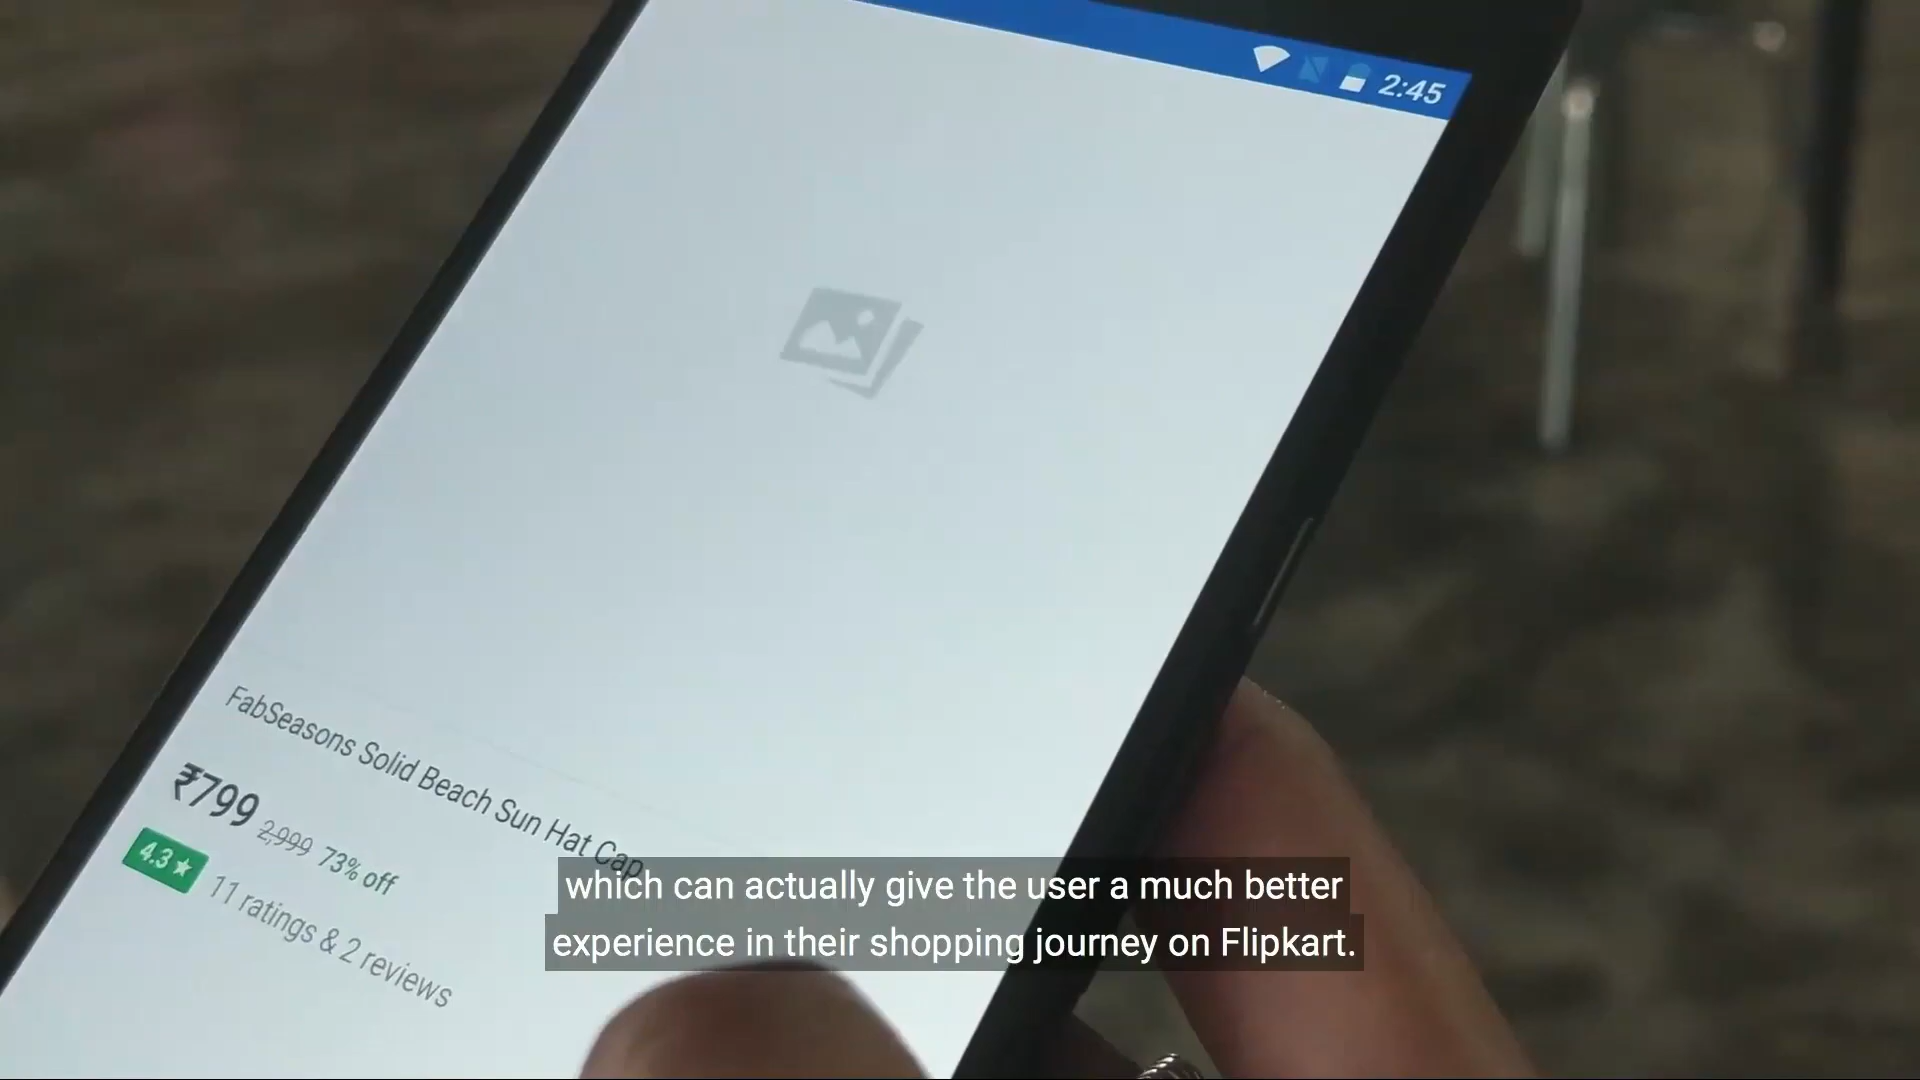 2:45
FabSeasons Solid Beach Sun Hat Cap
₹799 2,999 73% off
4.3★ 11 ratings & 2 reviews
which can actually give the user a much better
experience in their shopping journey on Flipkart.